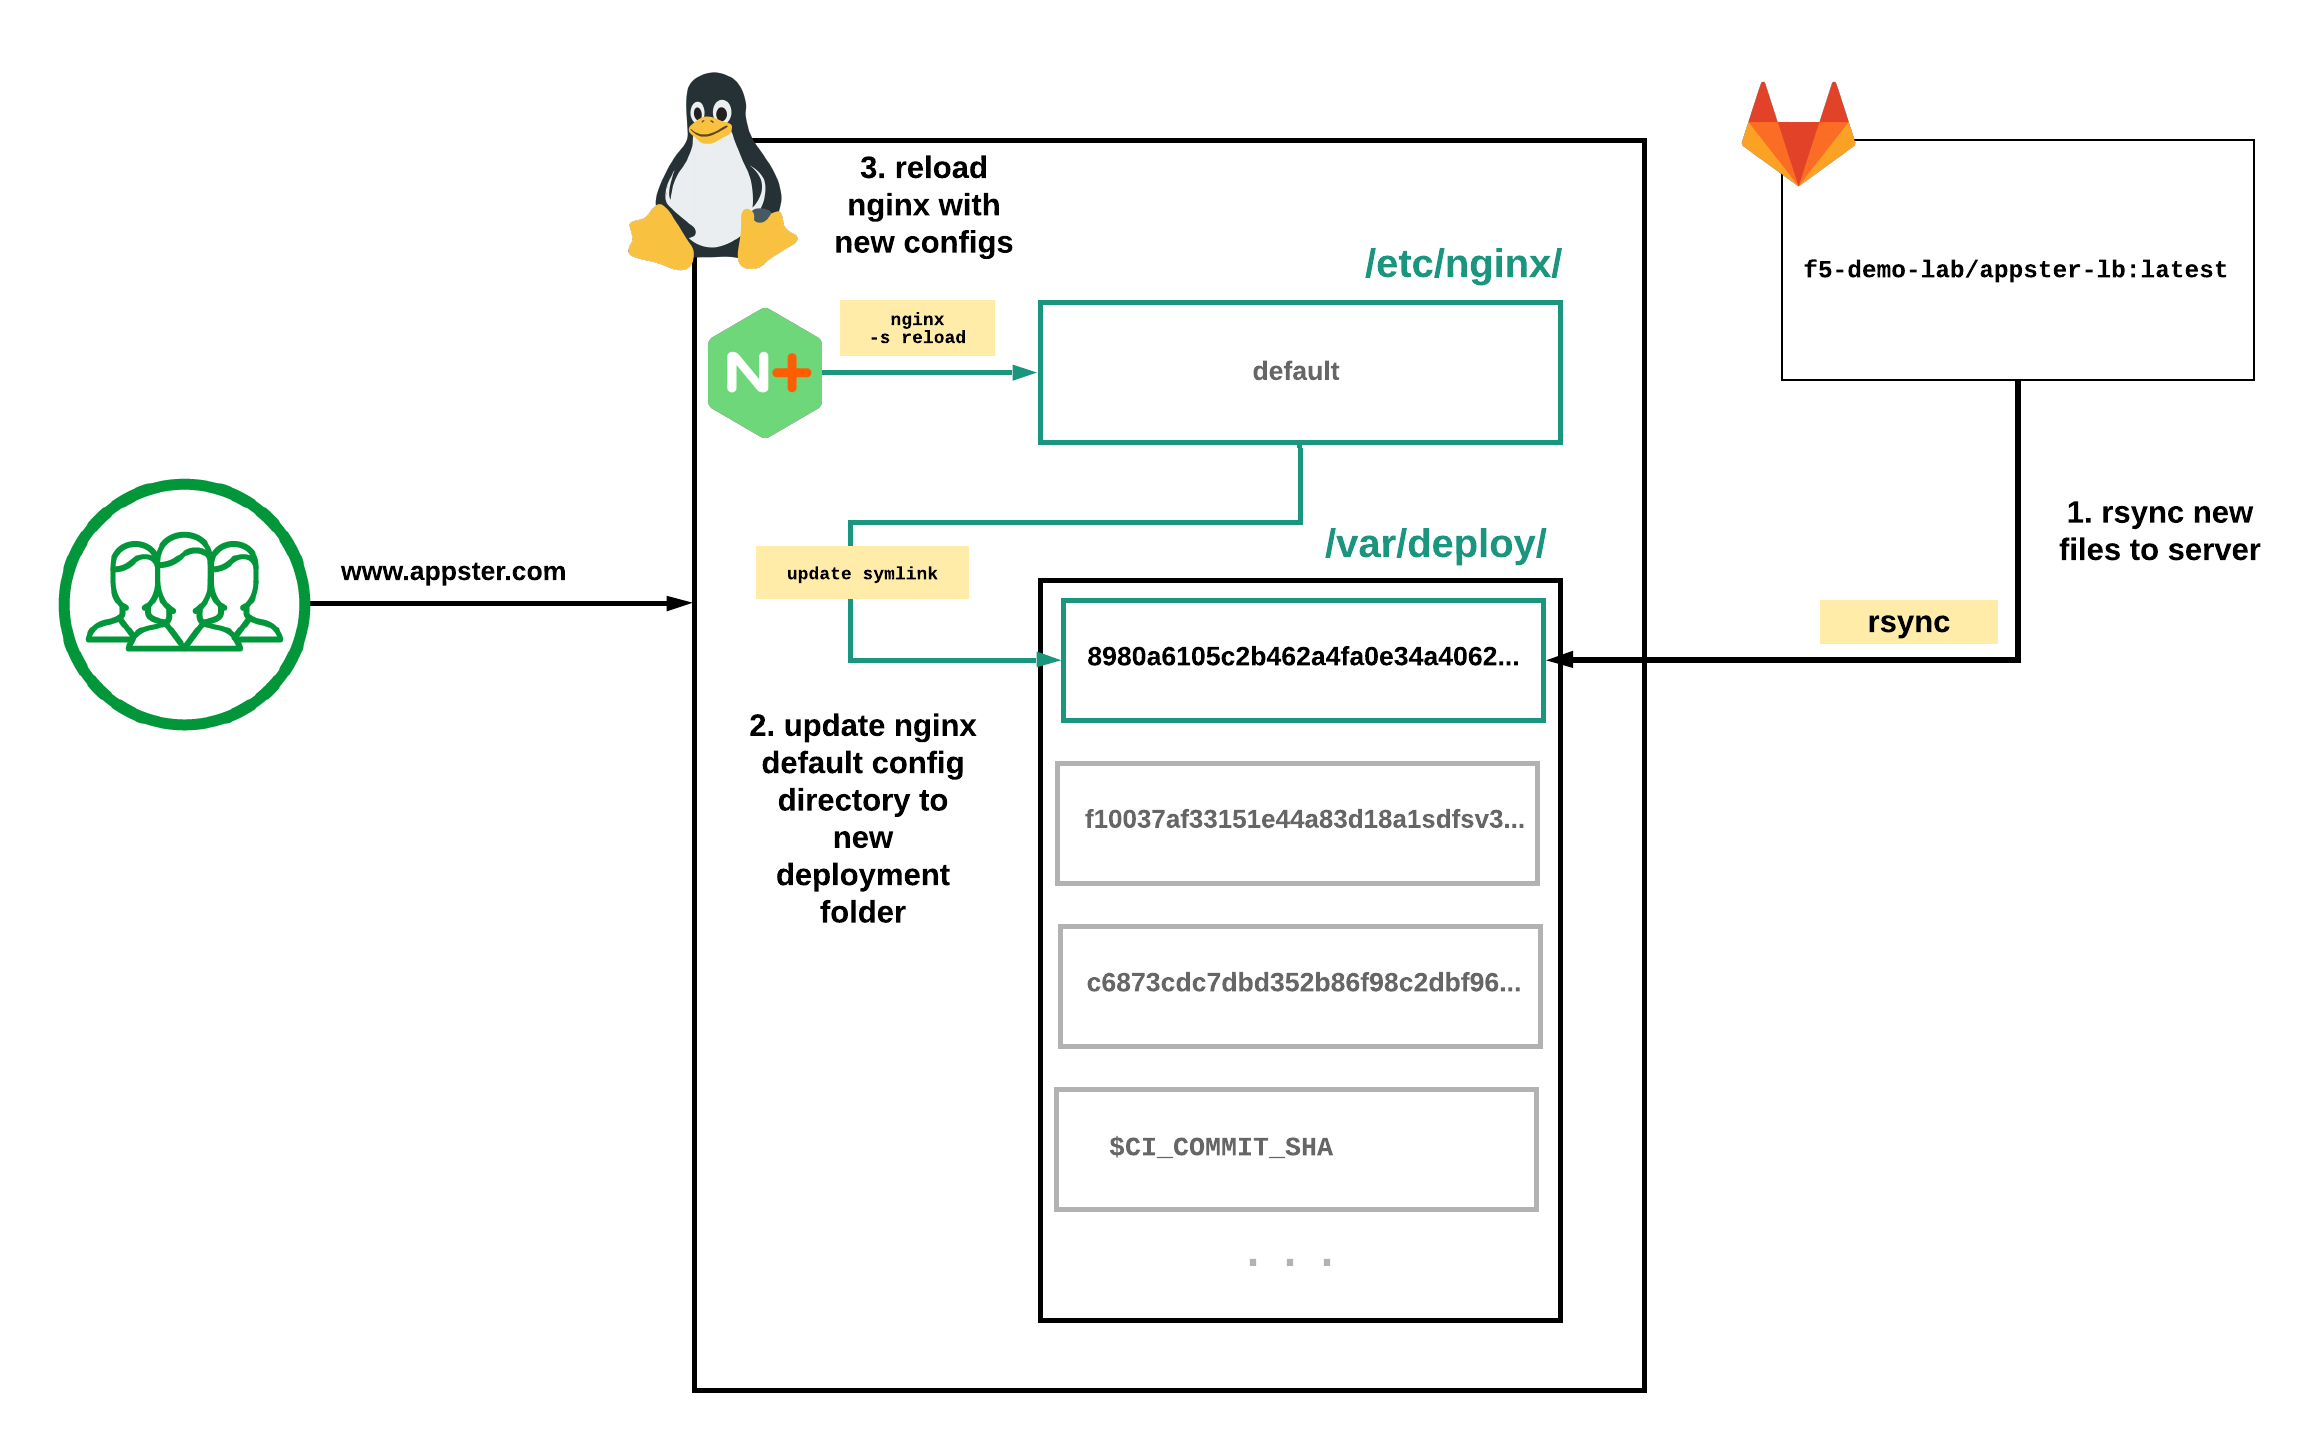 3. reload
nginx with
new configs
/etc/nginx/
f5-demo-lab/appster-lb:latest
nginx
-s reload
N+
default
1. rsync new
files to server
/var/deploy/
www.appster.com
update symlink
rsync
8980a6105c2b462a4fa0e34a4062...
2. update nginx
default config
directory to
new
deployment
folder
f10037af33151e44a83d18a1sdfsv3...
c6873cdc7dbd352b86f98c2dbf96...
$CI_COMMIT_SHA
. . .